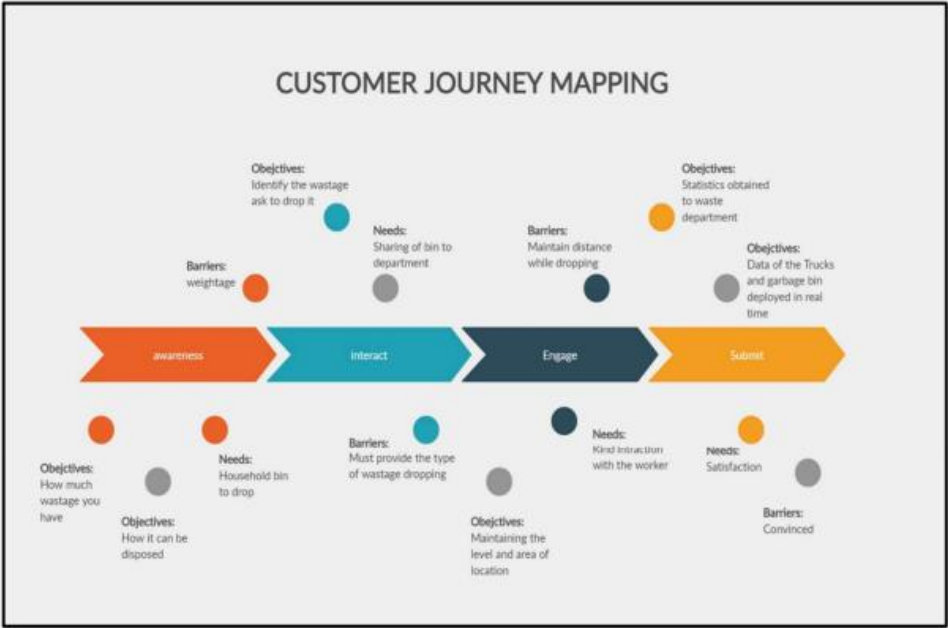 CUSTOMER JOURNEY MAPPING
Obejctives:
Identify the wastage
ask to drop it
Needs:
Sharing of bin to
department
Barriers:
weightage
Barriers:
Maintain distance
while dropping
Obejctives:
Statistics obtained
to waste
department
Obejctives:
Data of the Trucks
and garbage bin
deployed in real
time
awareness
interact
Engage
Submit
Obejctives:
How much
wastage you
have
Objectives:
How it can be
disposed
Needs:
Household bin
to drop
Barriers:
Must provide the type
of wastage dropping
Obejctives:
Maintaining the
level and area of
location
Needs:
Kind intraction
with the worker
Needs:
Satisfaction
Barriers:
Convinced